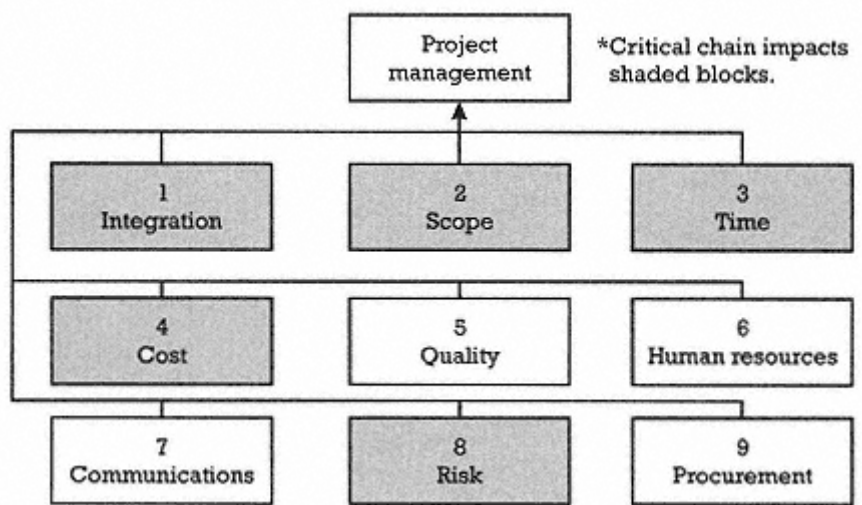 Project
management
*Critical chain impacts
shaded blocks.
1
Integration
2
Scope
3
Time
4
Cost
5
Quality
6
Human resources
7
Communications
8
Risk
9
Procurement